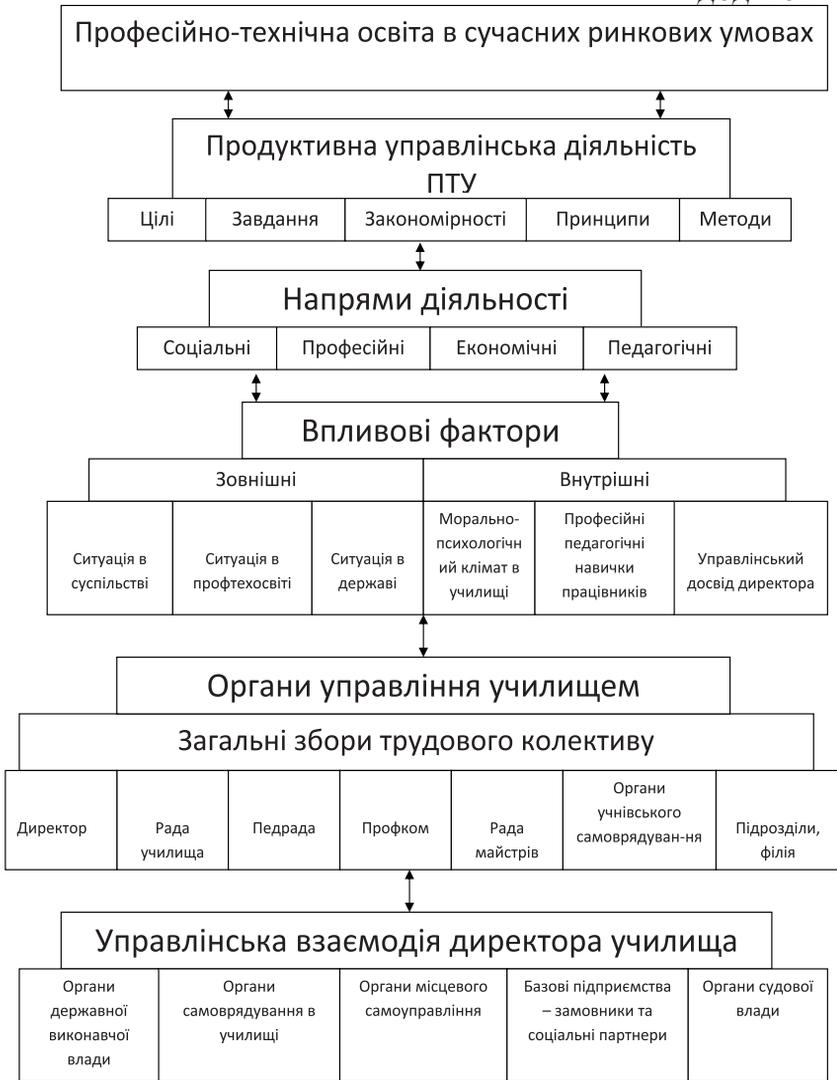 Професійно-технічна освіта в сучасних ринкових умовах
Продуктивна управлінська діяльність
ПТУ
Цілі Завдання Закономірності Принципи Методи
Напрями діяльності
Соціальні Професійні Економічні Педагогічні
Впливові фактори
Зовнішні Внутрішні
Ситуація в
суспільстві
Ситуація в
профтехосвіті
Ситуація в
державі
Морально-
психологічн
ий клімат в
училищі
Професійні
педагогічні
навички
працівників
Управлінський
досвід директора
Органи управління училищем
Загальні збори трудового колективу
Директор
Рада
училища
Педрада
Профком
Рада
майстрів
Органи
учнівського
самоврядуван-ня
Підрозділи,
філія
Управлінська взаємодія директора училища
Органи
державної
виконавчої
влади
Органи
самоврядування в
училищі
Органи місцевого
самоуправління
Базові підприємства
– замовники та
соціальні партнери
Органи судової
влади